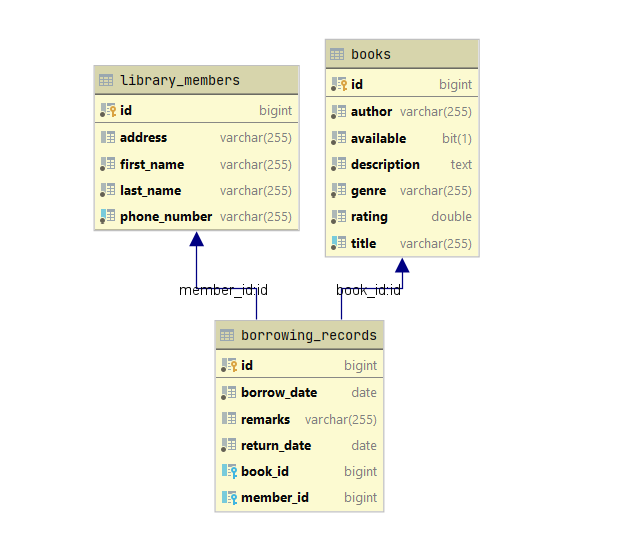 library_members
id bigint
address varchar(255)
first_name varchar(255)
last_name varchar(255)
phone_number varchar(255)
books
id bigint
author varchar(255)
available bit(1)
description text
genre varchar(255)
rating double
title varchar(255)
member_id:id
book_id:id
borrowing_records
id bigint
borrow_date date
remarks varchar(255)
return_date date
book_id bigint
member_id bigint